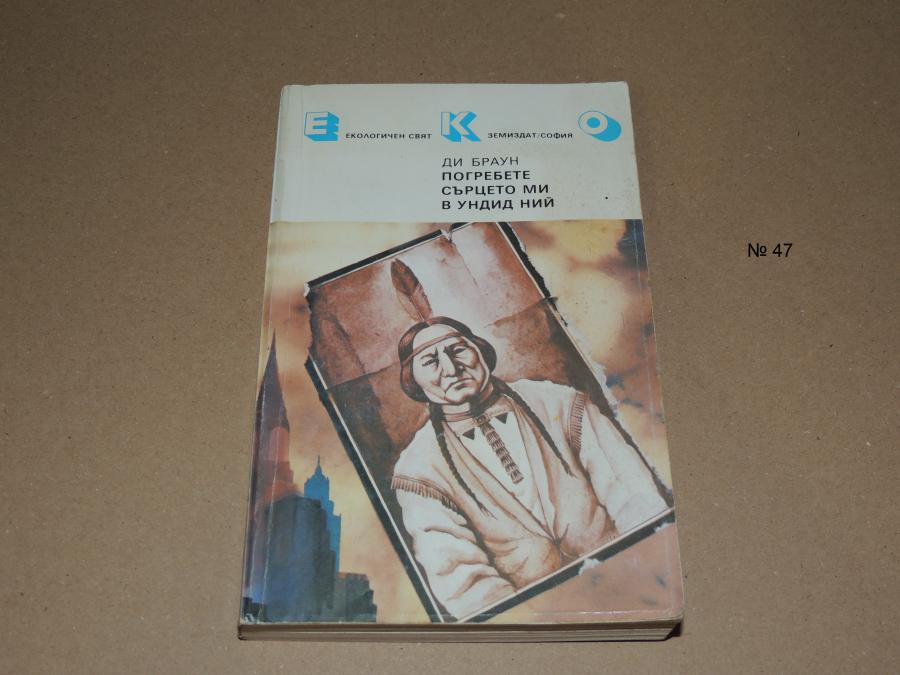 Е ЕКОЛОГИЧЕН СВЯТ К ЗЕМИЗДАТ/СОФИЯ О
ДИ БРАУН
ПОГРЕБЕТЕ
СЪРЦЕТО МИ
В УНДИД НИЙ
№ 47